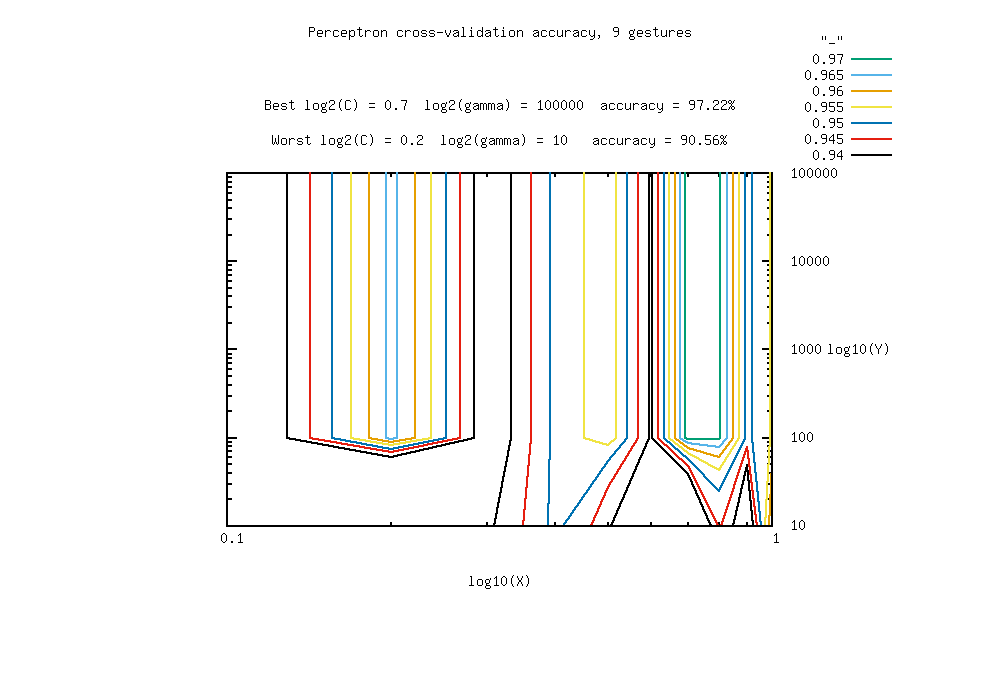 Perceptron cross-validation accuracy, 9 gestures
"_"
0.97
0.965
0.96
0.955
0.95
0.945
0.94
Best log2(C) = 0.7  log2(gamma) = 100000  accuracy = 97.22%
Worst log2(C) = 0.2  log2(gamma) = 10   accuracy = 90.56%
100000
10000
1000 log10(Y)
100
10
0.1 1
log10(X)